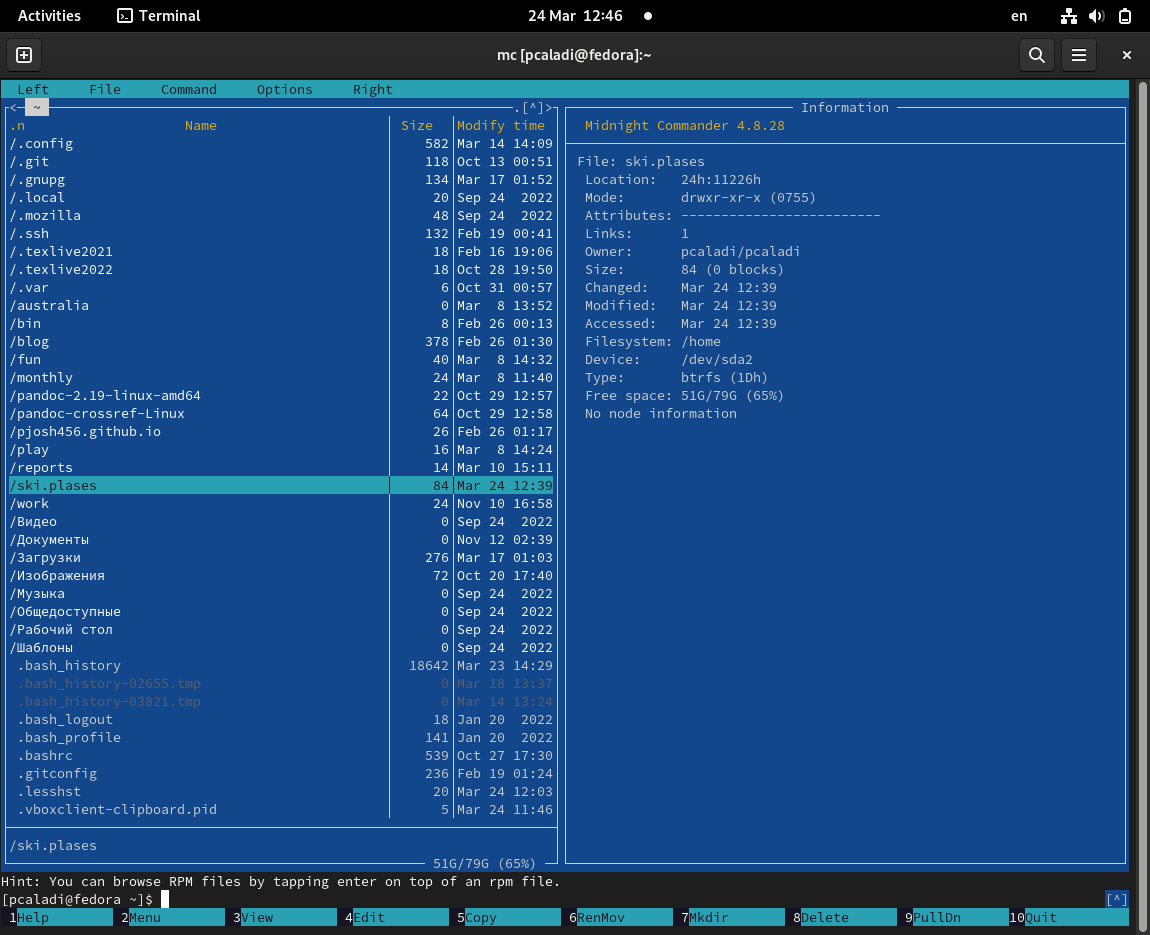 Activities Terminal 24 Mar 12:46 en
mc [pcaladi@fedora]:~
Left File Command Options Right
<─ ~ .[^]> Information
.n Name Size Modify time Midnight Commander 4.8.28
/.config 582 Mar 14 14:09
/.git 118 Oct 13 00:51 File: ski.plases
/.gnupg 134 Mar 17 01:52 Location: 24h:11226h
/.local 20 Sep 24 2022 Mode: drwxr-xr-x (0755)
/.mozilla 48 Sep 24 2022 Attributes: -------------------------
/.ssh 132 Feb 19 00:41 Links: 1
/.texlive2021 18 Feb 16 19:06 Owner: pcaladi/pcaladi
/.texlive2022 18 Oct 28 19:50 Size: 84 (0 blocks)
/.var 6 Oct 31 00:57 Changed: Mar 24 12:39
/australia 0 Mar 8 13:52 Modified: Mar 24 12:39
/bin 8 Feb 26 00:13 Accessed: Mar 24 12:39
/blog 378 Feb 26 01:30 Filesystem: /home
/fun 40 Mar 8 14:32 Device: /dev/sda2
/monthly 24 Mar 8 11:40 Type: btrfs (1Dh)
/pandoc-2.19-linux-amd64 22 Oct 29 12:57 Free space: 51G/79G (65%)
/pandoc-crossref-Linux 64 Oct 29 12:58 No node information
/pjosh456.github.io 26 Feb 26 01:17
/play 16 Mar 8 14:24
/reports 14 Mar 10 15:11
/ski.plases 84 Mar 24 12:39
/work 24 Nov 10 16:58
/Видео 0 Sep 24 2022
/Документы 0 Nov 12 02:39
/Загрузки 276 Mar 17 01:03
/Изображения 72 Oct 20 17:40
/Музыка 0 Sep 24 2022
/Общедоступные 0 Sep 24 2022
/Рабочий стол 0 Sep 24 2022
/Шаблоны 0 Sep 24 2022
.bash_history 18642 Mar 23 14:29
.bash_history-02655.tmp 0 Mar 18 13:37
.bash_history-03821.tmp 0 Mar 14 13:24
.bash_logout 18 Jan 20 2022
.bash_profile 141 Jan 20 2022
.bashrc 539 Oct 27 17:30
.gitconfig 236 Feb 19 01:24
.lesshst 20 Mar 24 12:03
.vboxclient-clipboard.pid 5 Mar 24 11:46
/ski.plases
51G/79G (65%)
Hint: You can browse RPM files by tapping enter on top of an rpm file.
[pcaladi@fedora ~]$ [^]
1Help 2Menu 3View 4Edit 5Copy 6RenMov 7Mkdir 8Delete 9PullDn 10Quit